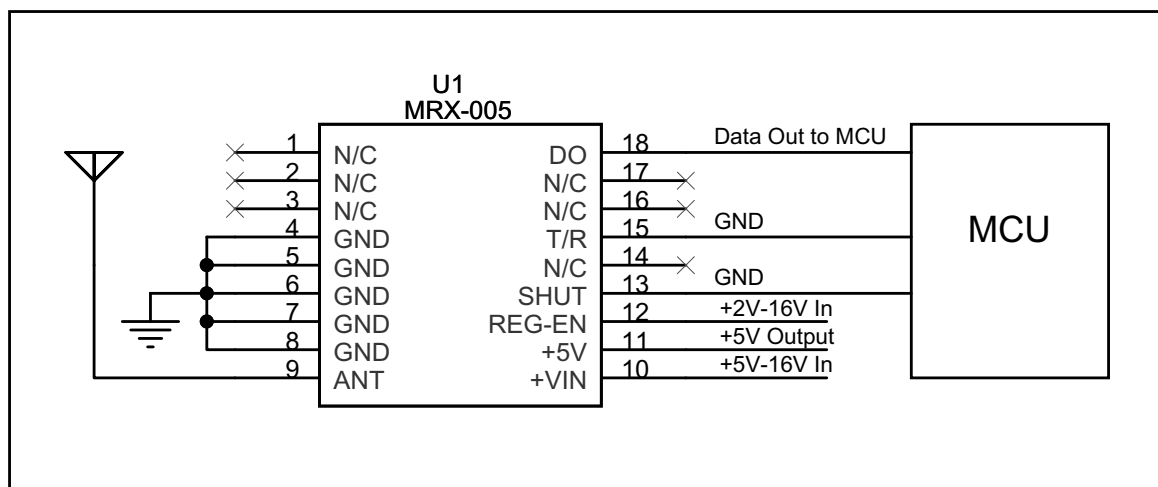 U1
MRX-005
1 N/C DO 18 Data Out to MCU
2 N/C N/C 17
3 N/C N/C 16
4 GND T/R 15 GND
5 GND N/C 14
6 GND SHUT 13 GND
7 GND REG-EN 12 +2V-16V In
8 GND +5V 11 +5V Output
9 ANT +VIN 10 +5V-16V In
MCU